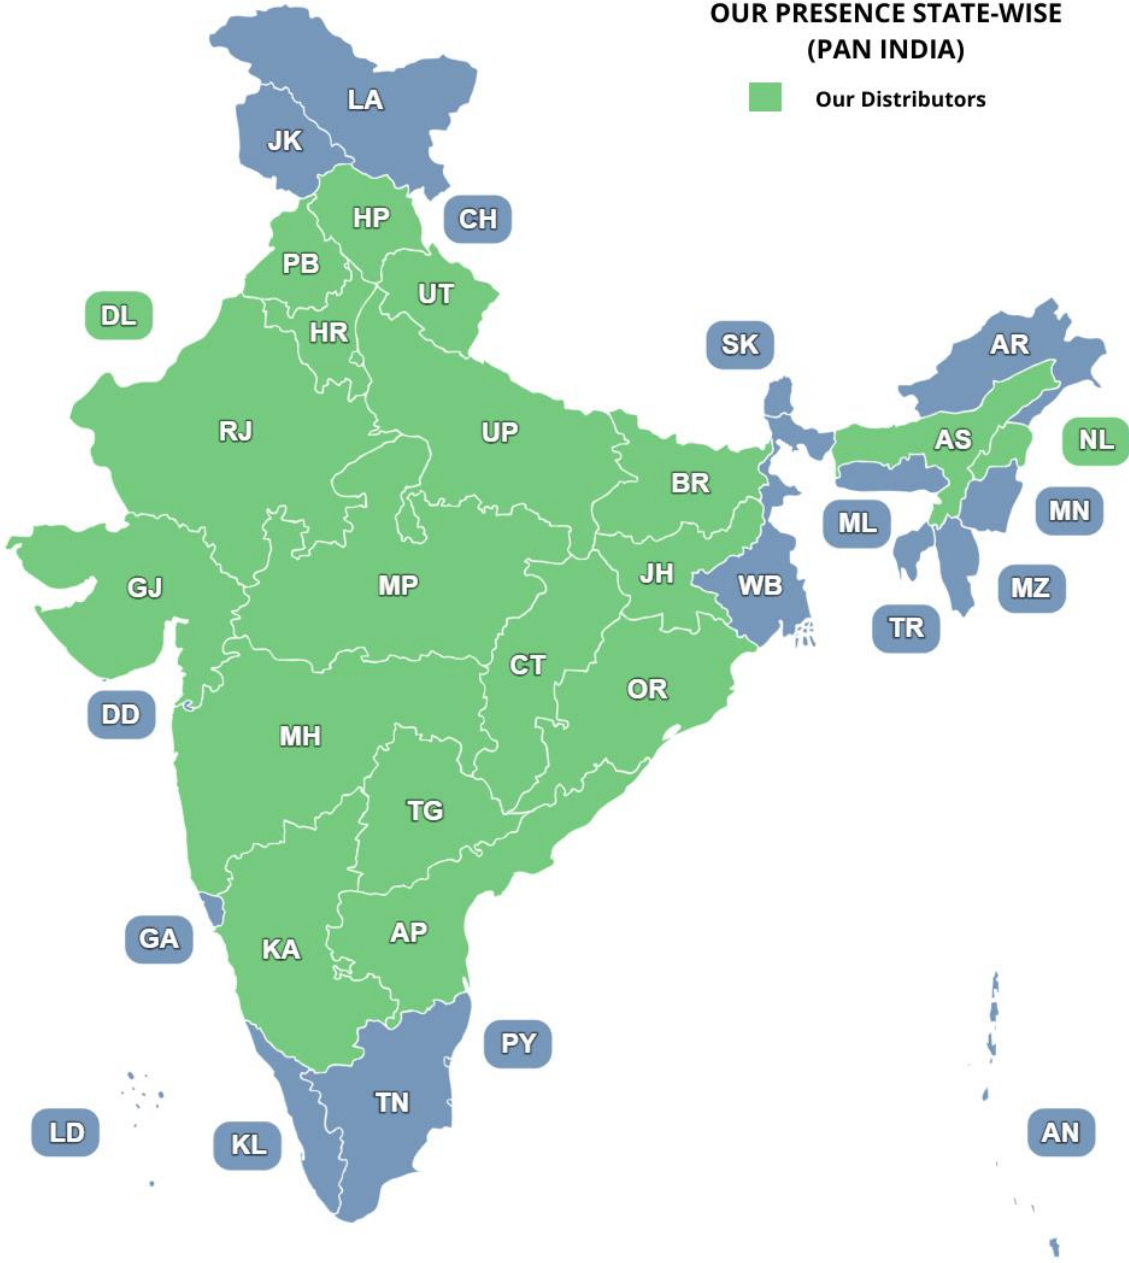 OUR PRESENCE STATE-WISE
(PAN INDIA)
Our Distributors
LA
JK
HP
CH
PB
UT
DL
HR
SK
AR
RJ
UP
AS
NL
BR
MN
ML
JH
MP
GJ
WB
MZ
TR
CT
OR
DD
MH
TG
AP
GA
KA
PY
TN
LD
KL
AN